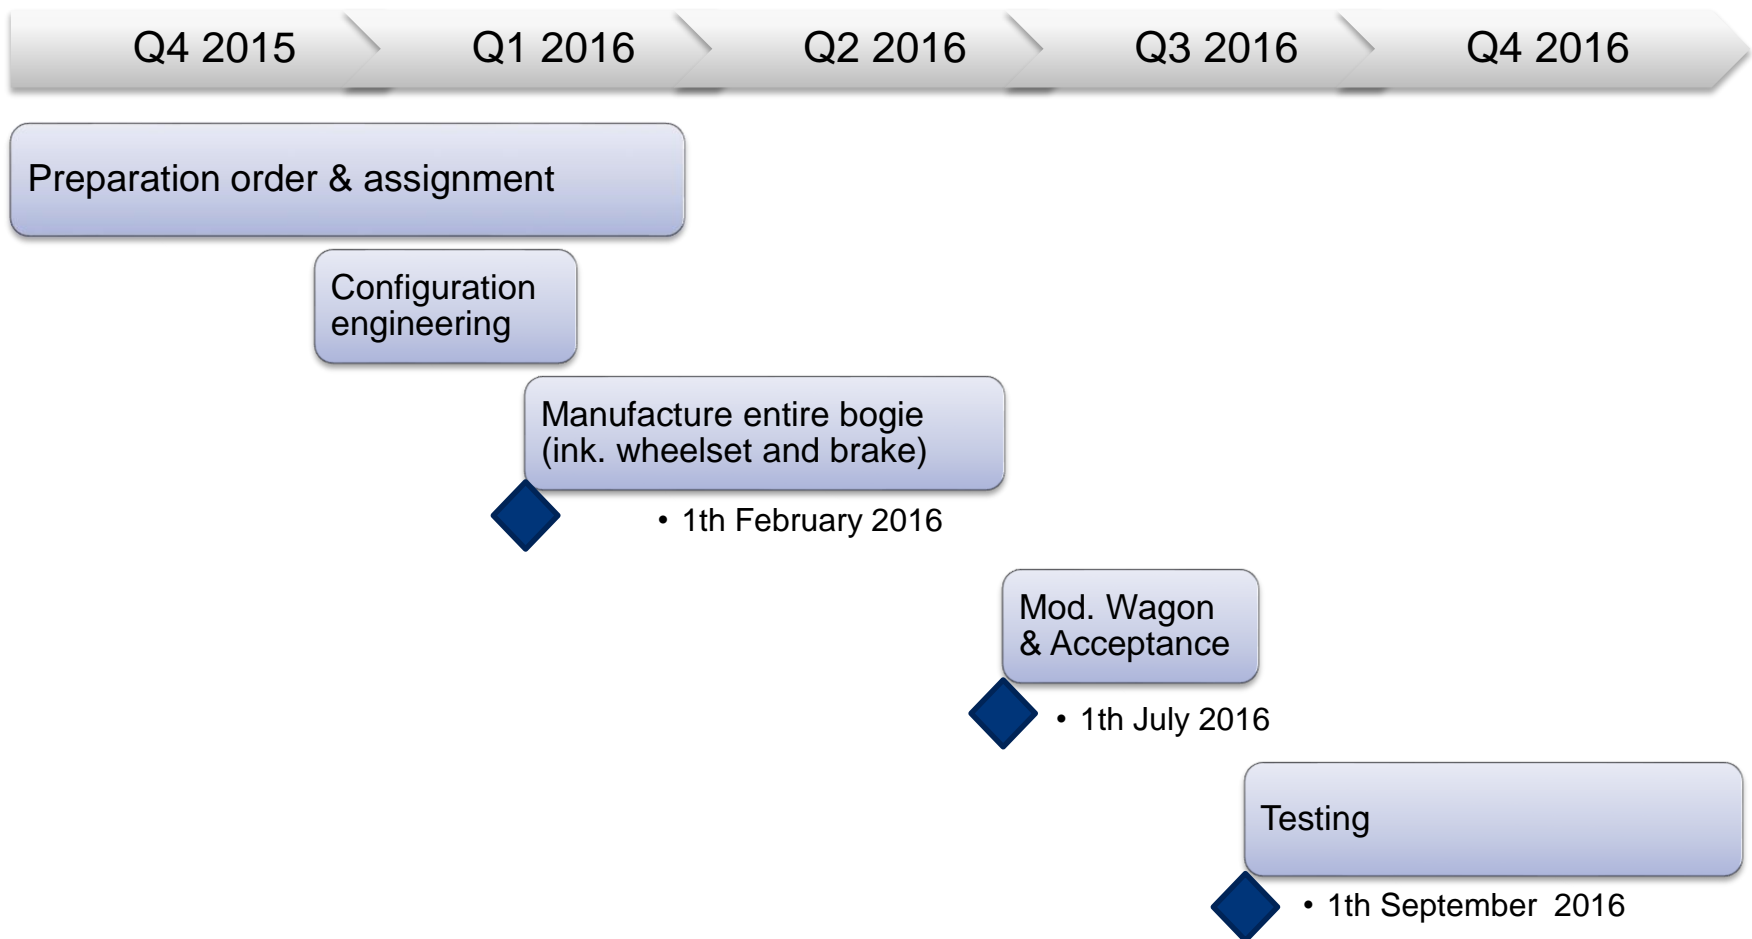 Q4 2015
Q1 2016
Q2 2016
Q3 2016
Q4 2016
Preparation order & assignment
Configuration
engineering
Manufacture entire bogie
(ink. wheelset and brake)
• 1th February 2016
Mod. Wagon
& Acceptance
• 1th July 2016
Testing
• 1th September 2016